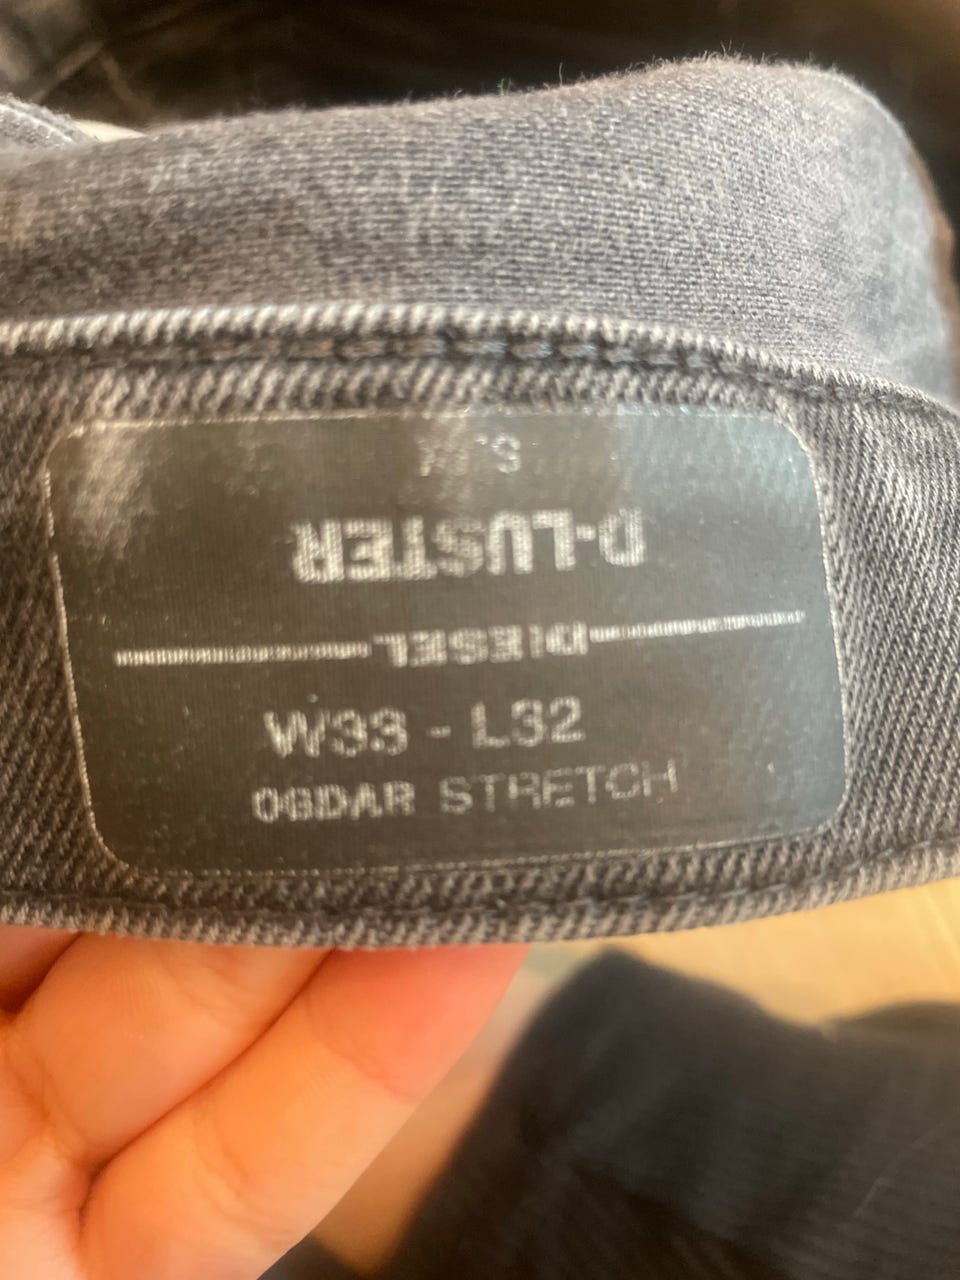 D-LUSTER
DIESEL
W33 - L32
0GDAR STRETCH